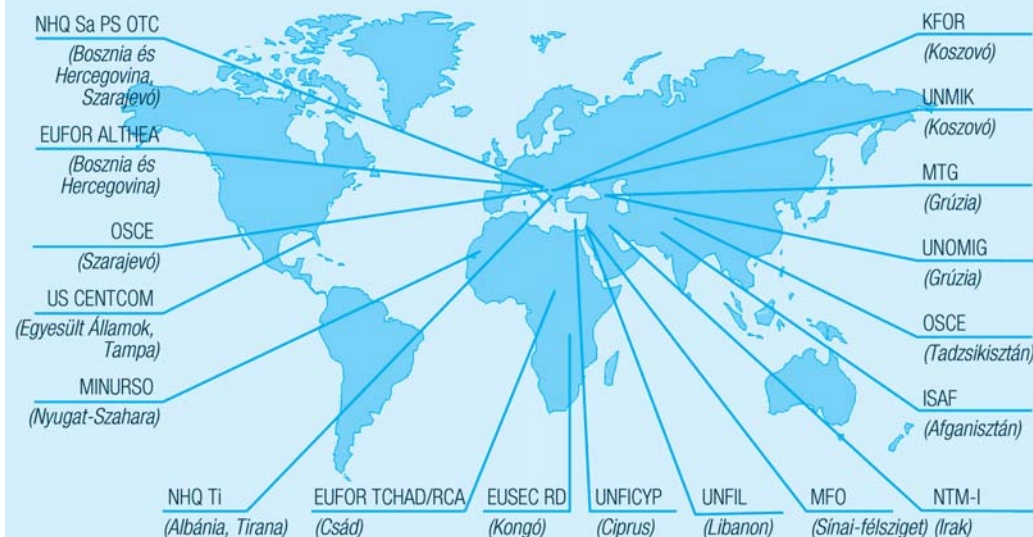 NHQ Sa PS OTC
(Bosznia és
Hercegovina,
Szarajevó)
EUFOR ALTHEA
(Bosznia és
Hercegovina)
OSCE
(Szarajevó)
US CENTCOM
(Egyesült Államok,
Tampa)
MINURSO
(Nyugat-Szahara)
NHQ Ti
(Albánia, Tirana)
EUFOR TCHAD/RCA
(Csád)
EUSEC RD
(Kongó)
UNFICYP
(Ciprus)
UNFIL
(Libanon)
MFO
(Sínai-félsziget)
NTM-I
(Irak)
KFOR
(Koszovó)
UNMIK
(Koszovó)
MTG
(Grúzia)
UNOMIG
(Grúzia)
OSCE
(Tadzsikisztán)
ISAF
(Afganisztán)